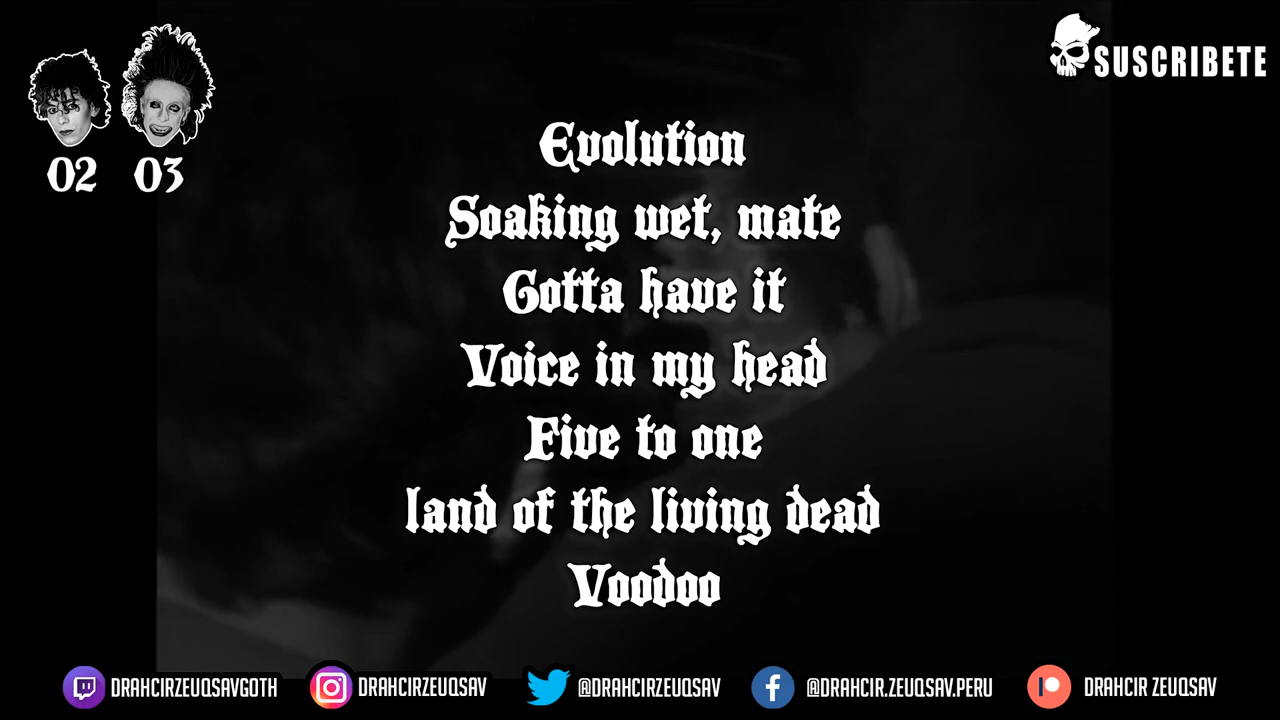 02 03
SUSCRIBETE
Evolution
Soaking wet, mate
Gotta have it
Voice in my head
Five to one
land of the living dead
Voodoo
DRAHCIRZEUQSAVGOTH
DRAHCIRZEUQSAV
@DRAHCIRZEUQSAV
@DRAHCIR.ZEUQSAV.PERU
DRAHCIR ZEUQSAV